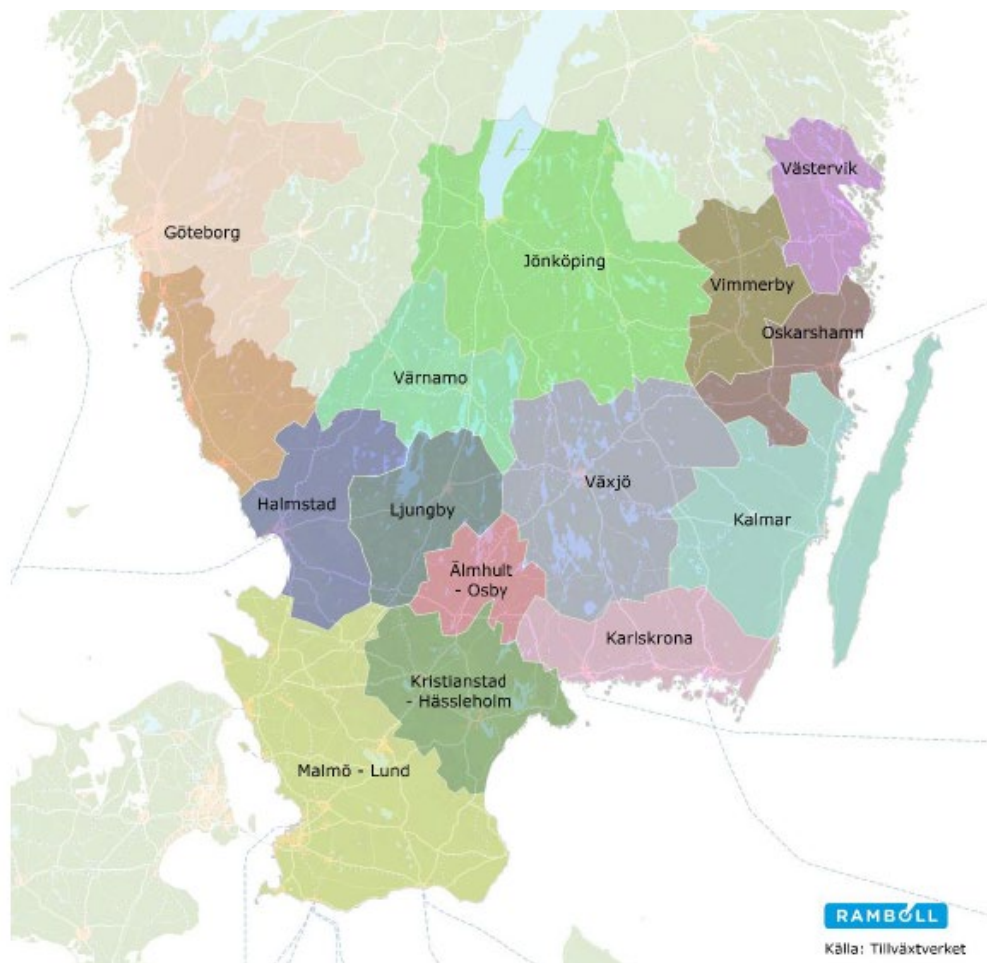 Västervik
Göteborg
Jönköping
Vimmerby
Oskarshamn
Värnamo
Växjö
Halmstad
Ljungby
Kalmar
Älmhult
- Osby
Karlskrona
Kristianstad
- Hässleholm
Malmö - Lund
RAMBOLL
Källa: Tillväxtverket